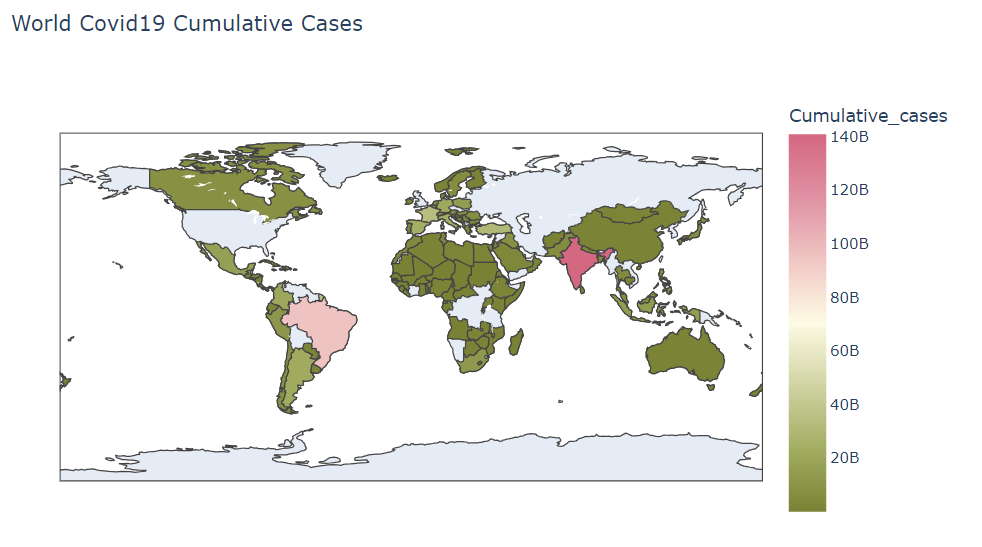 World Covid19 Cumulative Cases
Cumulative_cases
140B
120B
100B
80B
60B
40B
20B